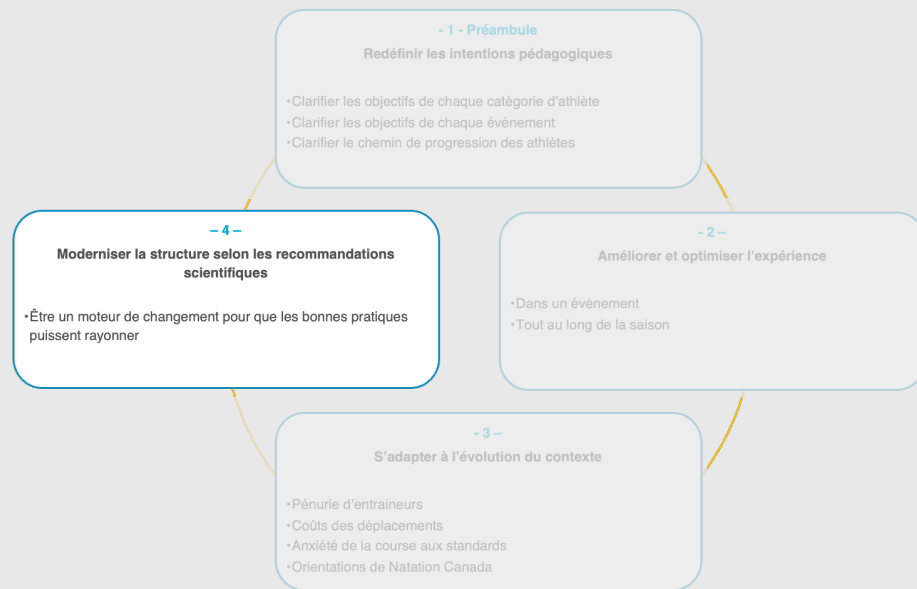 - 1 - Préambule
Redéfinir les intentions pédagogiques
•Clarifier les objectifs de chaque catégorie d'athlète
•Clarifier les objectifs de chaque événement
•Clarifier le chemin de progression des athlètes
– 4 –
Moderniser la structure selon les recommandations
scientifiques
•Être un moteur de changement pour que les bonnes pratiques
puissent rayonner
- 2 –
Améliorer et optimiser l'expérience
•Dans un événement
•Tout au long de la saison
- 3 –
S'adapter à l'évolution du contexte
•Pénurie d'entraineurs
•Coûts des déplacements
•Anxiété de la course aux standards
•Orientations de Natation Canada